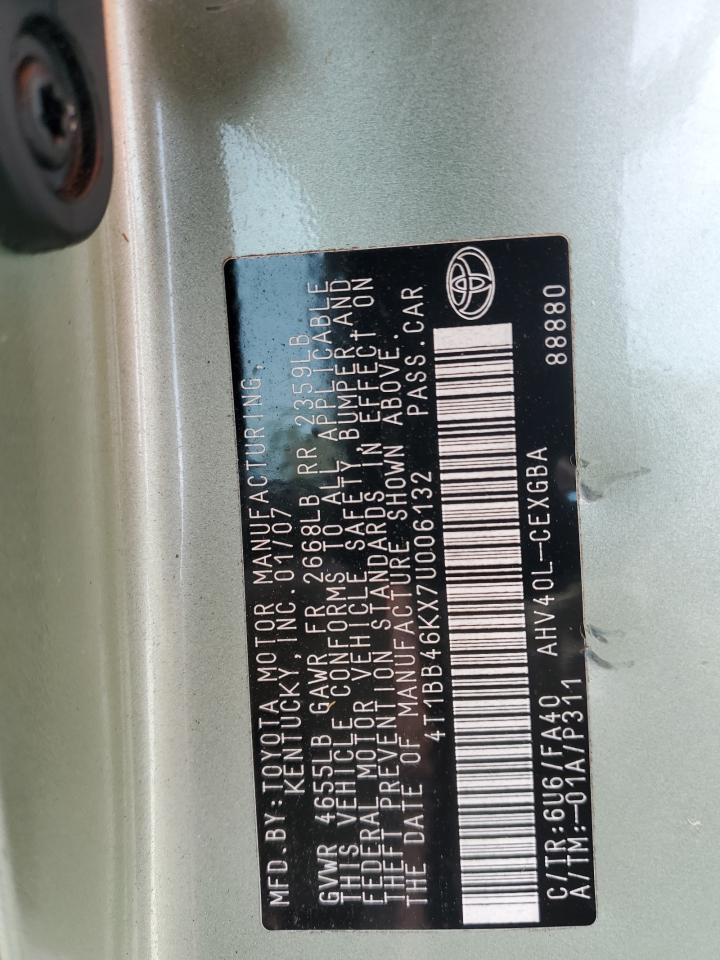 MFD.BY:TOYOTA MOTOR MANUFACTURING,
KENTUCKY, INC.01/07
GVWR 4655LB GAWR FR 2668LB RR 2359LB
THIS VEHICLE CONFORMS TO ALL APPLICABLE
FEDERAL MOTOR VEHICLE SAFETY, BUMPER, AND
THEFT PREVENTION STANDARDS IN EFFECT ON
THE DATE OF MANUFACTURE SHOWN ABOVE.
4T1BB46KX7U006132 PASS.CAR
C/TR:6U6/FA40 AHV40L-CEXGBA 88880
A/TM:-01A/P311